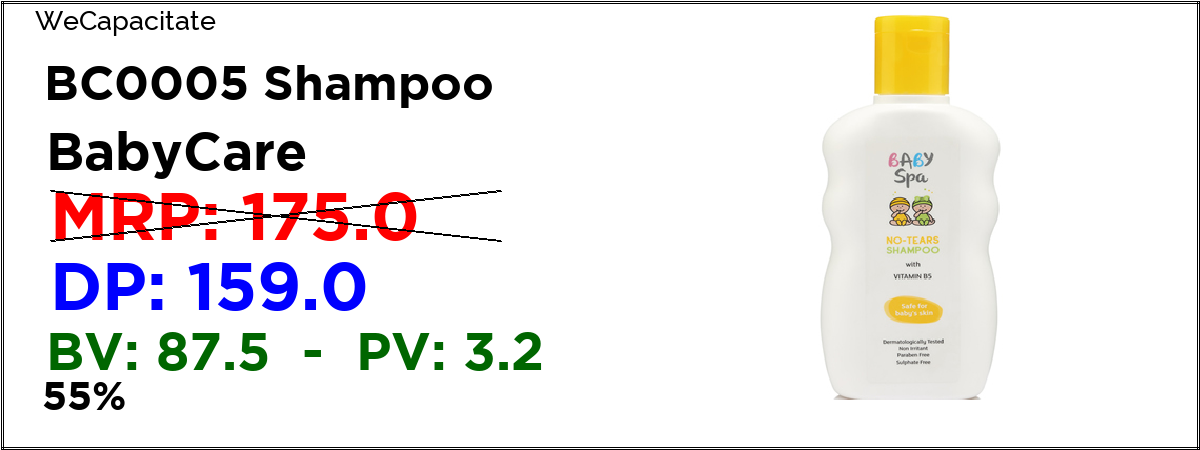 WeCapacitate
BC0005 Shampoo
BabyCare
MRP: 175.0
DP: 159.0
BV: 87.5 - PV: 3.2
55%
BABY
Spa
NO-TEARS
SHAMPOO
with
VITAMIN B5
Safe for
baby's skin
Dermatologically Tested
Non Irritant
Paraben-Free
Sulphate-Free